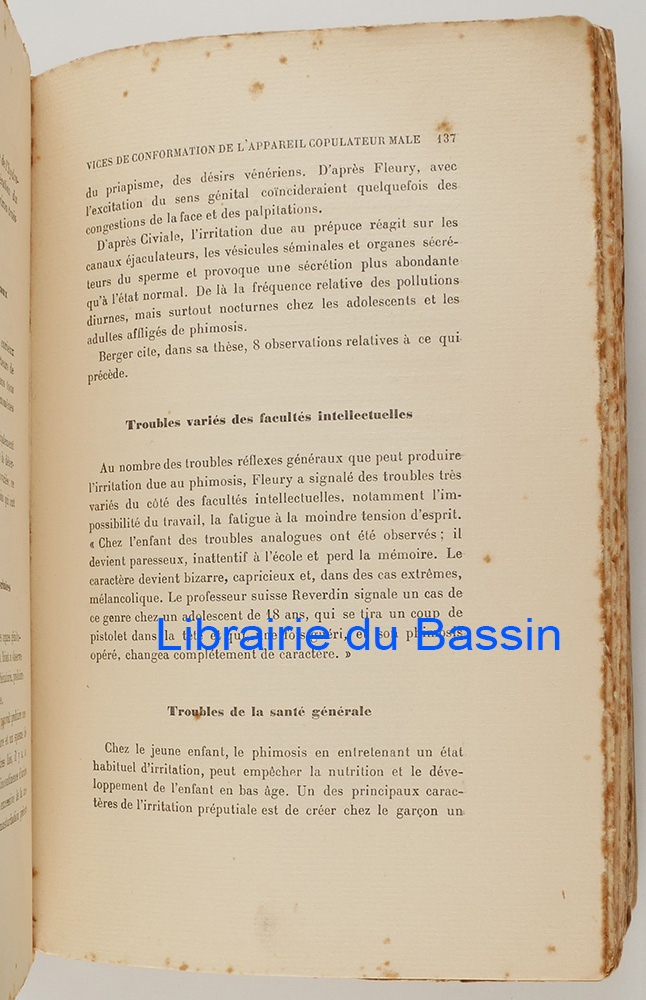 VICES DE CONFORMATION DE L'APPAREIL COPULATEUR MALE 137
du priapisme, des désirs vénériens. D'après Fleury, avec
l'excitation du sens génital coïncideraient quelquefois des
congestions de la face et des palpitations.
D'après Civiale, l'irritation due au prépuce réagit sur les
canaux éjaculateurs, les vésicules séminales et organes sécré-
teurs du sperme et provoque une sécrétion plus abondante
qu'à l'état normal. De là la fréquence relative des pollutions
diurnes, mais surtout nocturnes chez les adolescents et les
adultes affligés de phimosis.
Berger cite, dans sa thèse, 8 observations relatives à ce qui
précède.
Troubles variés des facultés intellectuelles
Au nombre des troubles réflexes généraux que peut produire
l'irritation due au phimosis, Fleury a signalé des troubles très
variés du côté des facultés intellectuelles, notamment l'im-
possibilité du travail, la fatigue à la moindre tension d'esprit.
« Chez l'enfant des troubles analogues ont été observés ; il
devient paresseux, inattentif à l'école et perd la mémoire. Le
caractère devient bizarre, capricieux et, dans des cas extrêmes,
mélancolique. Le professeur suisse Reverdin signale un cas de
ce genre chez un adolescent de 18 ans, qui se tira un coup de
pistolet dans la tête et qui, une fois guéri, et son phimosis
opéré, changea complètement de caractère. »
Librairie du Bassin
Troubles de la santé générale
Chez le jeune enfant, le phimosis en entretenant un état
habituel d'irritation, peut empêcher la nutrition et le déve-
loppement de l'enfant en bas âge. Un des principaux carac-
tères de l'irritation préputiale est de créer chez le garçon un